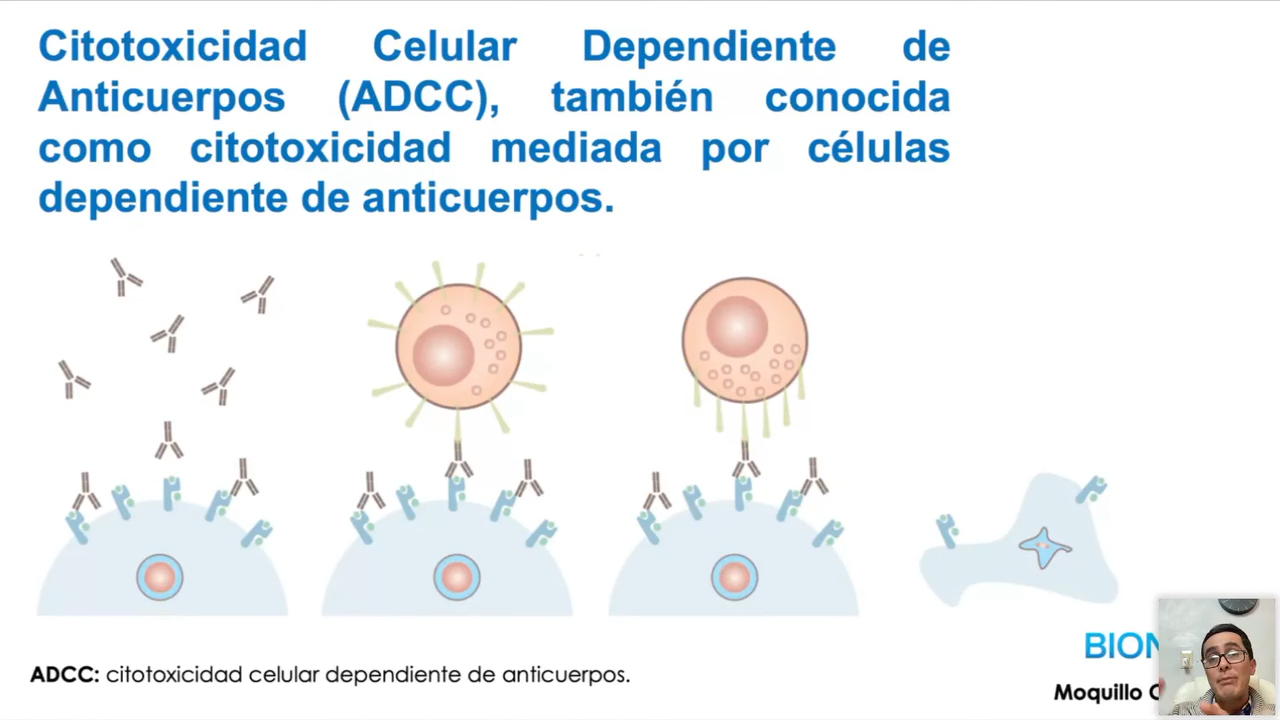 Citotoxicidad Celular Dependiente de
Anticuerpos (ADCC), también conocida
como citotoxicidad mediada por células
dependiente de anticuerpos.
ADCC: citotoxicidad celular dependiente de anticuerpos.
Moquillo